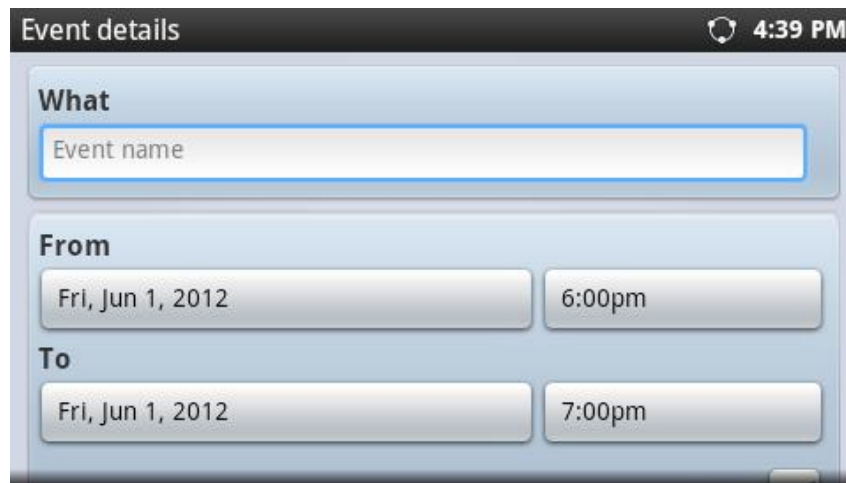 Event details 4:39 PM
What
Event name
From
Fri, Jun 1, 2012 6:00pm
To
Fri, Jun 1, 2012 7:00pm